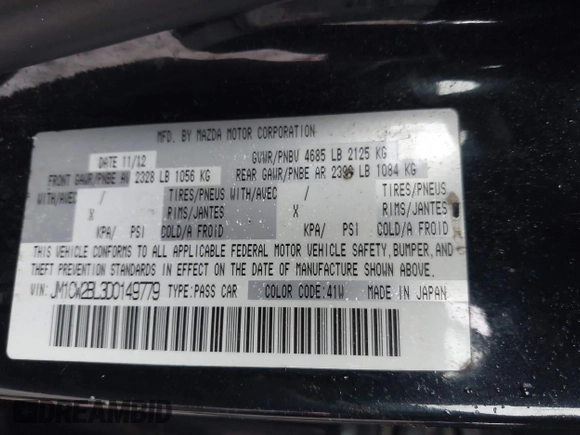 MFD. BY MAZDA MOTOR CORPORATION
DATE 11/12 GVWR/PNBV 4685 LB 2125 KG
FRONT GAWR/PNBE AV 2328 LB 1056 KG REAR GAWR/PNBE AR 2390 LB 1084 KG
WITH/AVEC / TIRES/PNEUS WITH/AVEC / TIRES/PNEUS
X RIMS/JANTES X RIMS/JANTES
KPA/ PSI COLD/A FROID KPA/ PSI COLD/A FROID
THIS VEHICLE CONFORMS TO ALL APPLICABLE FEDERAL MOTOR VEHICLE SAFETY, BUMPER, AND
THEFT PREVENTION STANDARDS IN EFFECT ON THE DATE OF MANUFACTURE SHOWN ABOVE.
VIN: JM1CW2BL3D0149779 TYPE:PASS CAR COLOR CODE:41W MADE IN JAPAN
DREAMBID